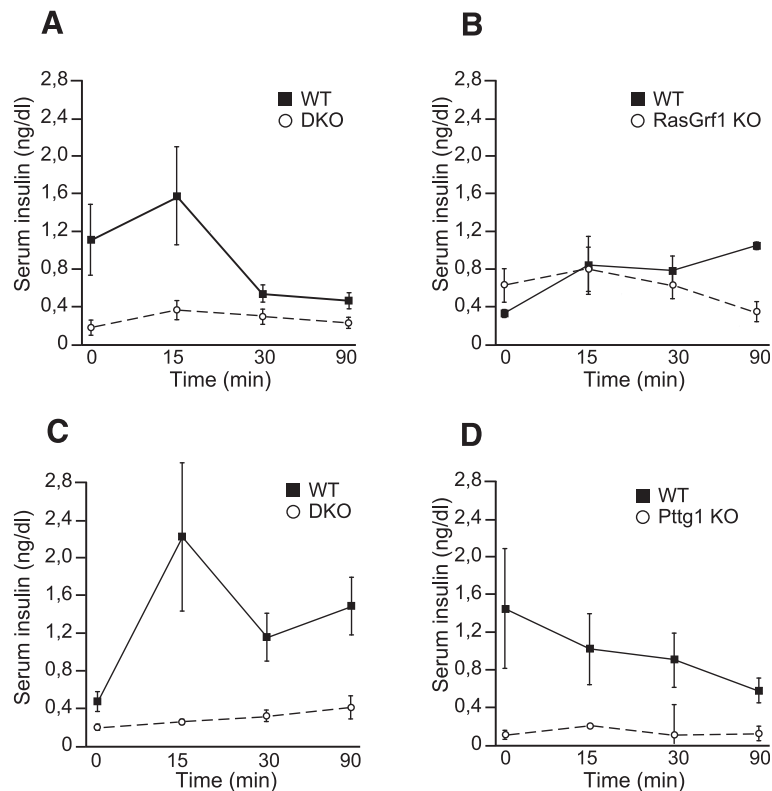 A
Serum insulin (ng/dl)
2,8
2,4
2,0
1,6
1,2
0,8
0,4
0
WT
DKO
0 15 30 90
Time (min)
B
Serum insulin (ng/dl)
2,8
2,4
2,0
1,6
1,2
0,8
0,4
0
WT
RasGrf1 KO
0 15 30 90
Time (min)
C
Serum insulin (ng/dl)
2,8
2,4
2,0
1,6
1,2
0,8
0,4
0
WT
DKO
0 15 30 90
Time (min)
D
Serum insulin (ng/dl)
2,8
2,4
2,0
1,6
1,2
0,8
0,4
0
WT
Pttg1 KO
0 15 30 90
Time (min)